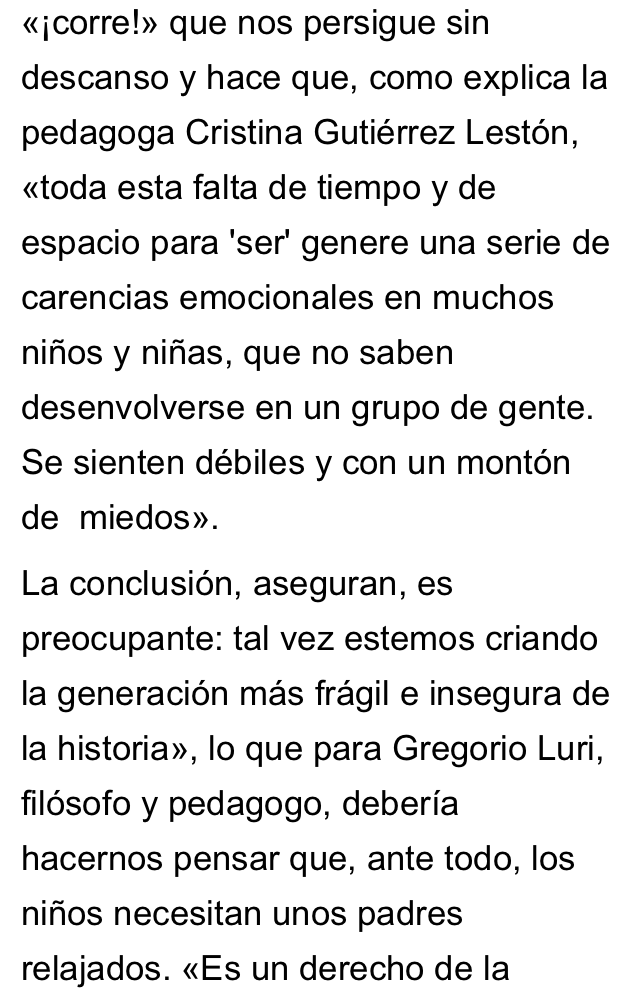 «¡corre!» que nos persigue sin
descanso y hace que, como explica la
pedagoga Cristina Gutiérrez Lestón,
«toda esta falta de tiempo y de
espacio para 'ser' genere una serie de
carencias emocionales en muchos
niños y niñas, que no saben
desenvolverse en un grupo de gente.
Se sienten débiles y con un montón
de  miedos».
La conclusión, aseguran, es
preocupante: tal vez estemos criando
la generación más frágil e insegura de
la historia», lo que para Gregorio Luri,
filósofo y pedagogo, debería
hacernos pensar que, ante todo, los
niños necesitan unos padres
relajados. «Es un derecho de la